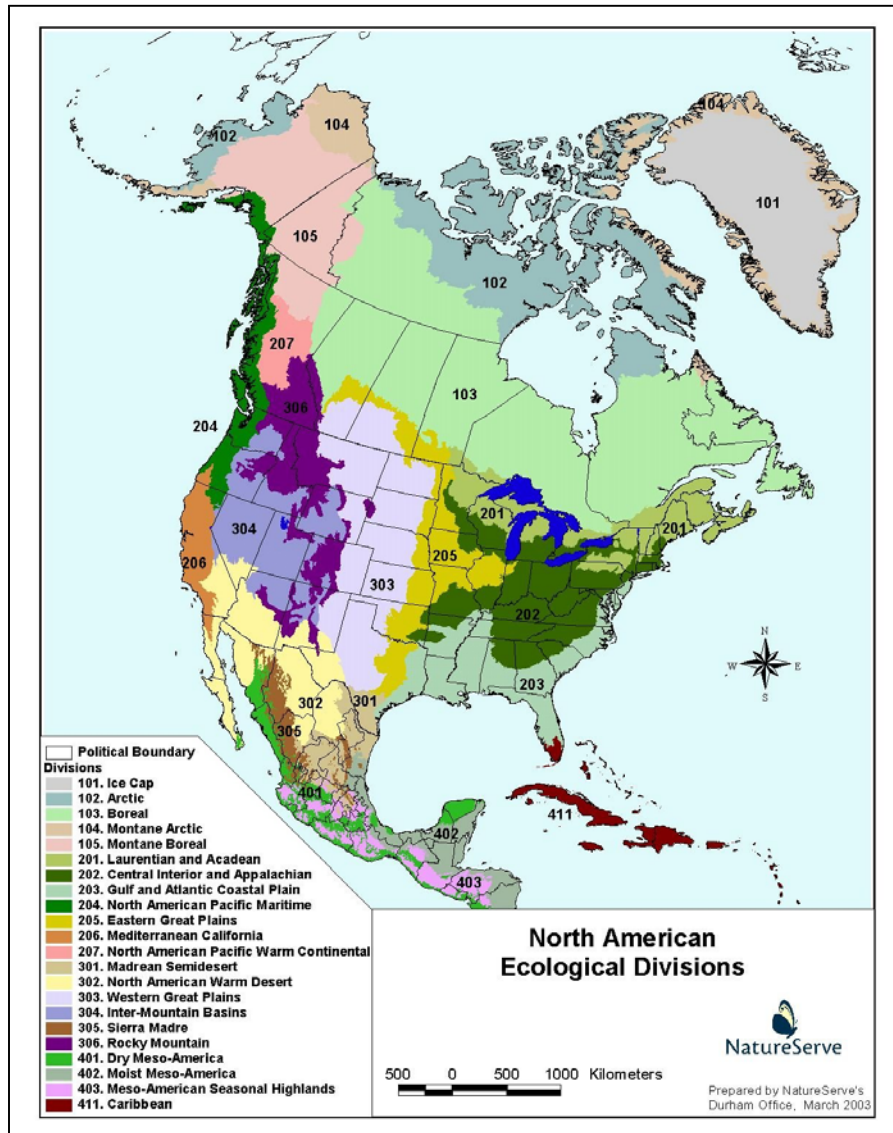 104
102
104
101
105
102
207
103
306
204
201
201
304
205
206
303
202
203
302
301
305
401
402
411
403
N
W E
S
Political Boundary
Divisions
101. Ice Cap
102. Arctic
103. Boreal
104. Montane Arctic
105. Montane Boreal
201. Laurentian and Acadean
202. Central Interior and Appalachian
203. Gulf and Atlantic Coastal Plain
204. North American Pacific Maritime
205. Eastern Great Plains
206. Mediterranean California
207. North American Pacific Warm Continental
301. Madrean Semidesert
302. North American Warm Desert
303. Western Great Plains
304. Inter-Mountain Basins
305. Sierra Madre
306. Rocky Mountain
401. Dry Meso-America
402. Moist Meso-America
403. Meso-American Seasonal Highlands
411. Caribbean
North American
Ecological Divisions
500 0 500 1000 Kilometers
NatureServe
Prepared by NatureServe's
Durham Office, March 2003